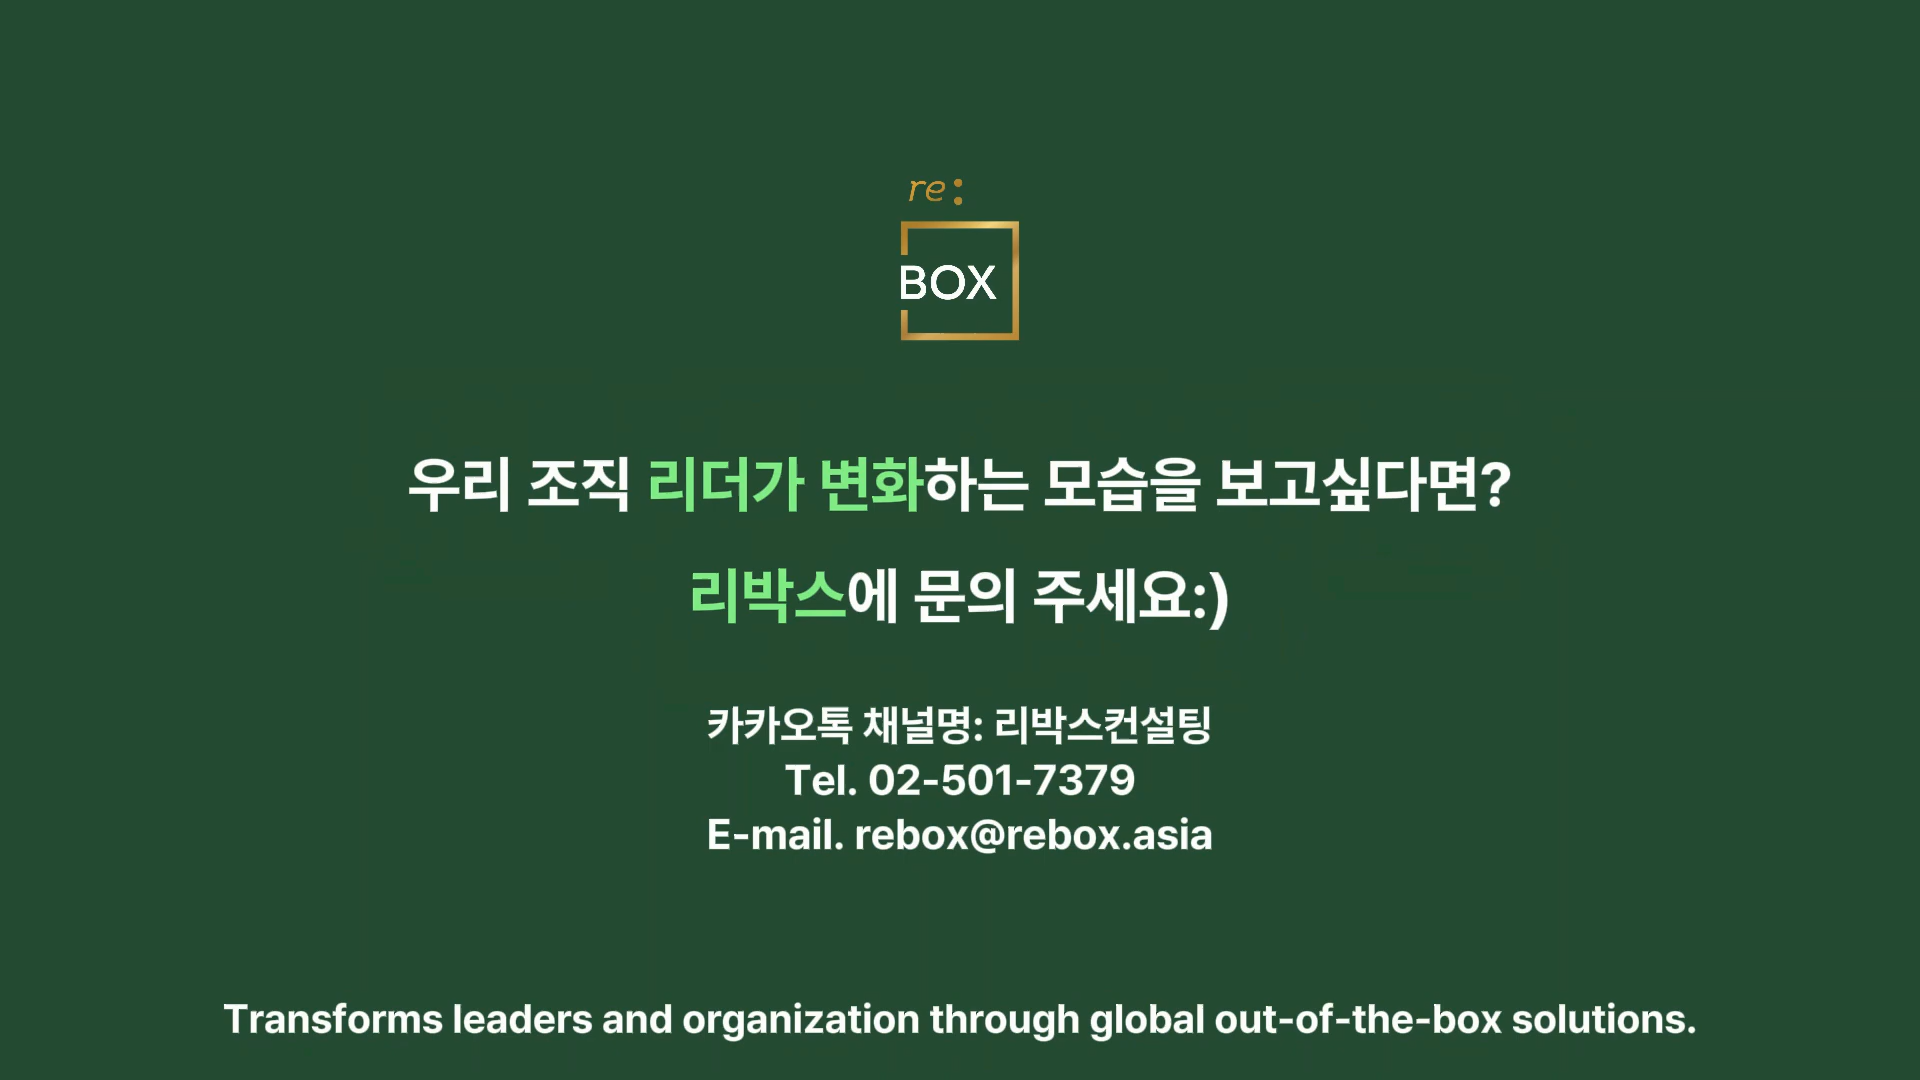 re:
BOX
우리 조직 리더가 변화하는 모습을 보고싶다면?
리박스에 문의 주세요:)
카카오톡 채널명: 리박스컨설팅
Tel. 02-501-7379
E-mail. rebox@rebox.asia
Transforms leaders and organization through global out-of-the-box solutions.